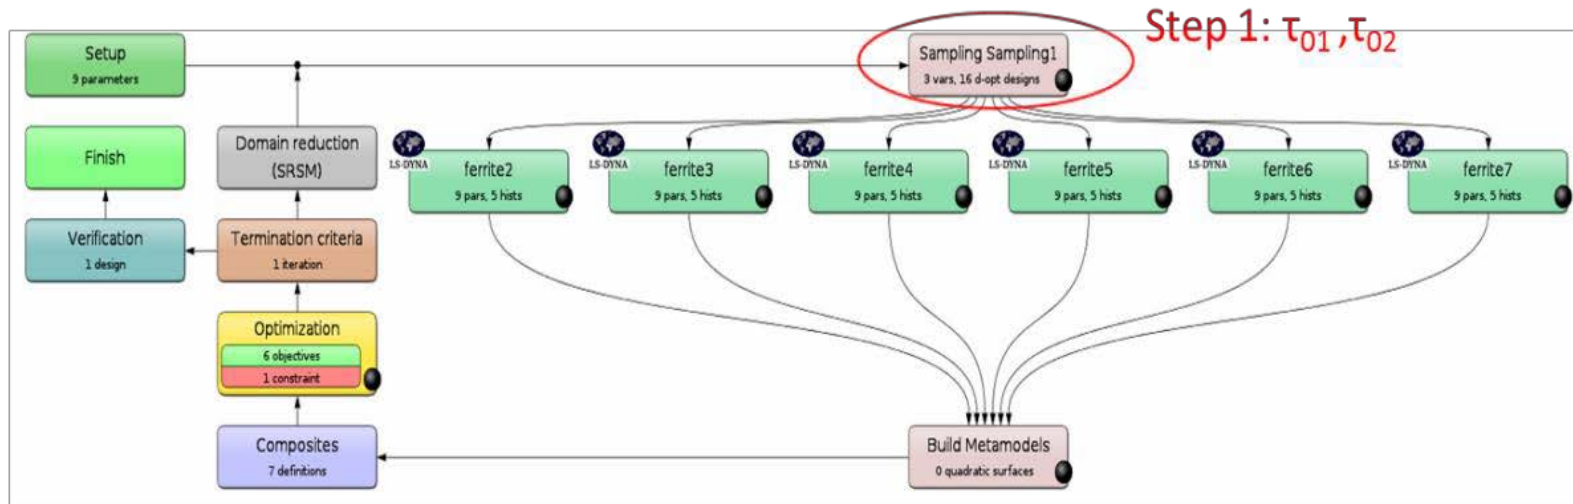 Step 1: τ01 ,τ02
Setup
9 parameters
Sampling Sampling1
3 vars, 16 d-opt designs
Finish
Domain reduction
(SRSM)
LS-DYNA
ferrite2
9 pars, 5 hists
LS-DYNA
ferrite3
9 pars, 5 hists
LS-DYNA
ferrite4
9 pars, 5 hists
LS-DYNA
ferrite5
9 pars, 5 hists
LS-DYNA
ferrite6
9 pars, 5 hists
LS-DYNA
ferrite7
9 pars, 5 hists
Verification
1 design
Termination criteria
1 iteration
Optimization
6 objectives
1 constraint
Composites
7 definitions
Build Metamodels
0 quadratic surfaces